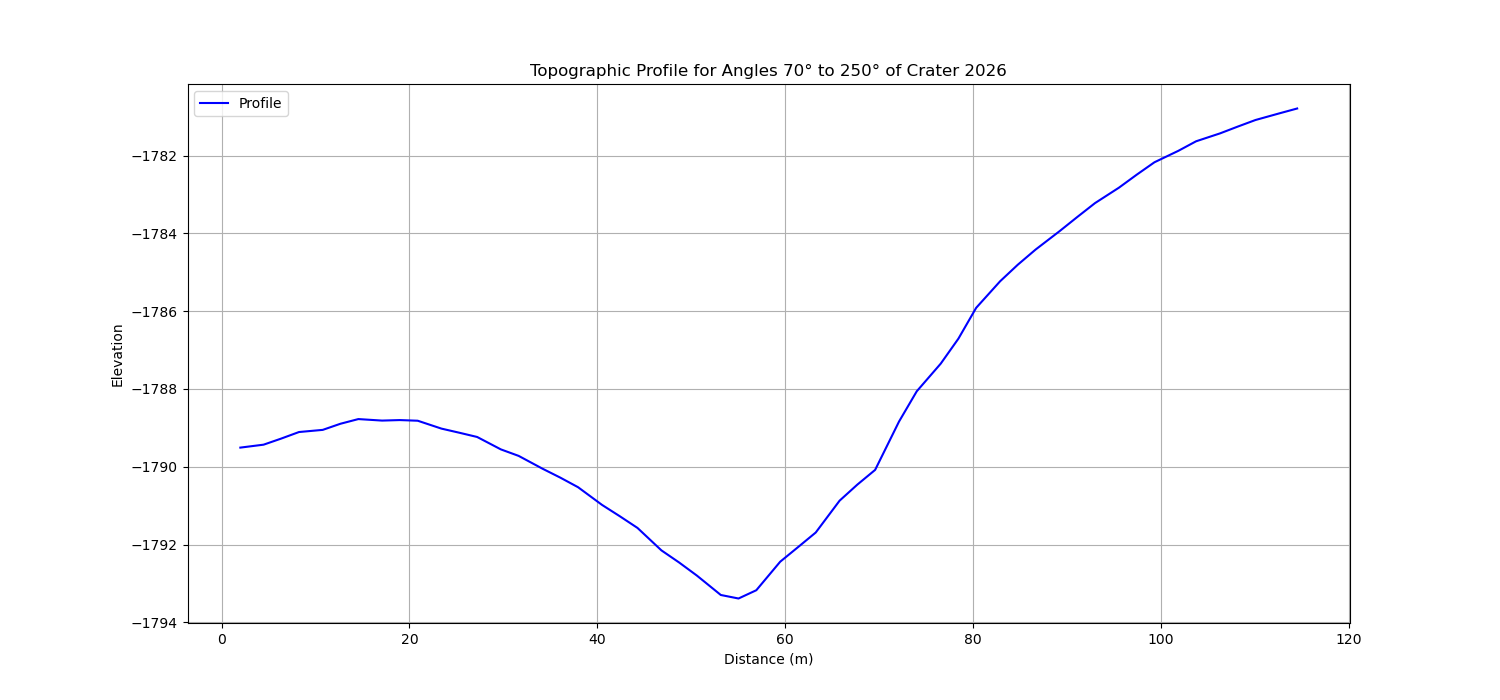 Topographic Profile for Angles 70° to 250° of Crater 2026
Profile
−1782
−1784
−1786
−1788
−1790
−1792
−1794
Elevation
0 20 40 60 80 100 120
Distance (m)